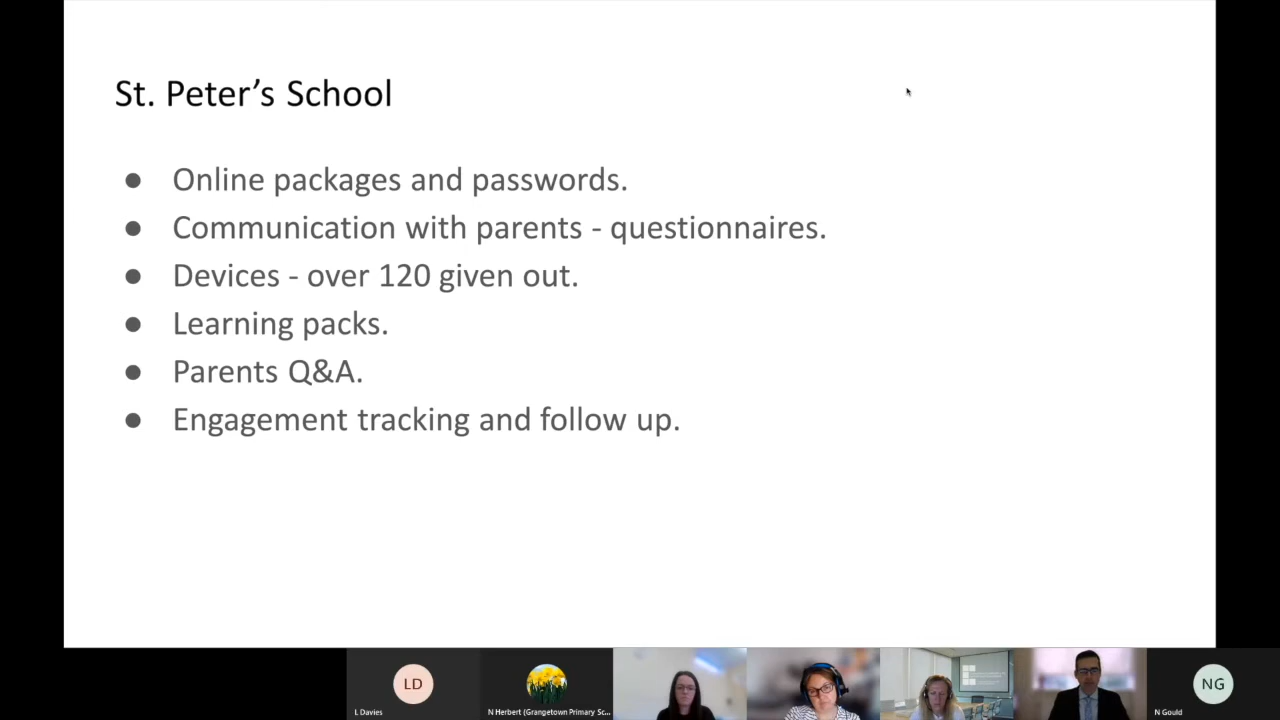 St. Peter’s School
● Online packages and passwords.
● Communication with parents - questionnaires.
● Devices - over 120 given out.
● Learning packs.
● Parents Q&A.
● Engagement tracking and follow up.
LD
NG
L Davies
N Herbert (Grangetown Primary Sc...
N Gould